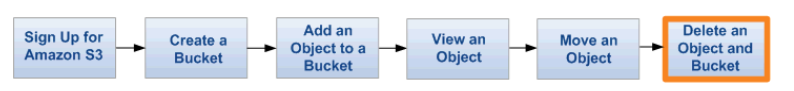 Sign Up for
Amazon S3
Create a
Bucket
Add an
Object to a
Bucket
View an
Object
Move an
Object
Delete an
Object and
Bucket